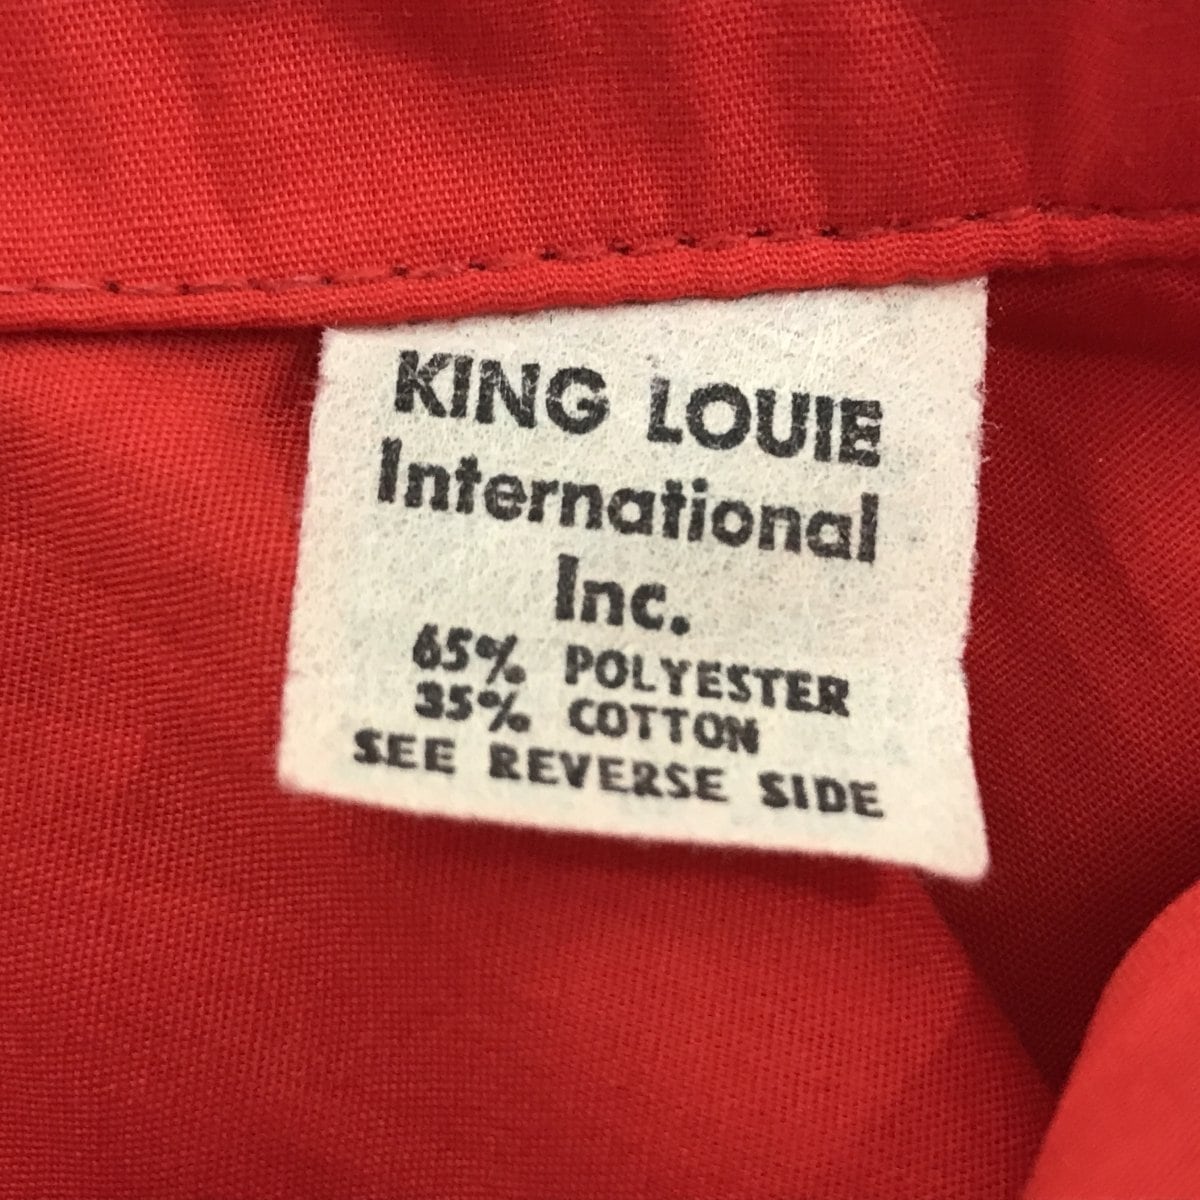 KING LOUIE
International
Inc.
65% POLYESTER
35% COTTON
SEE REVERSE SIDE